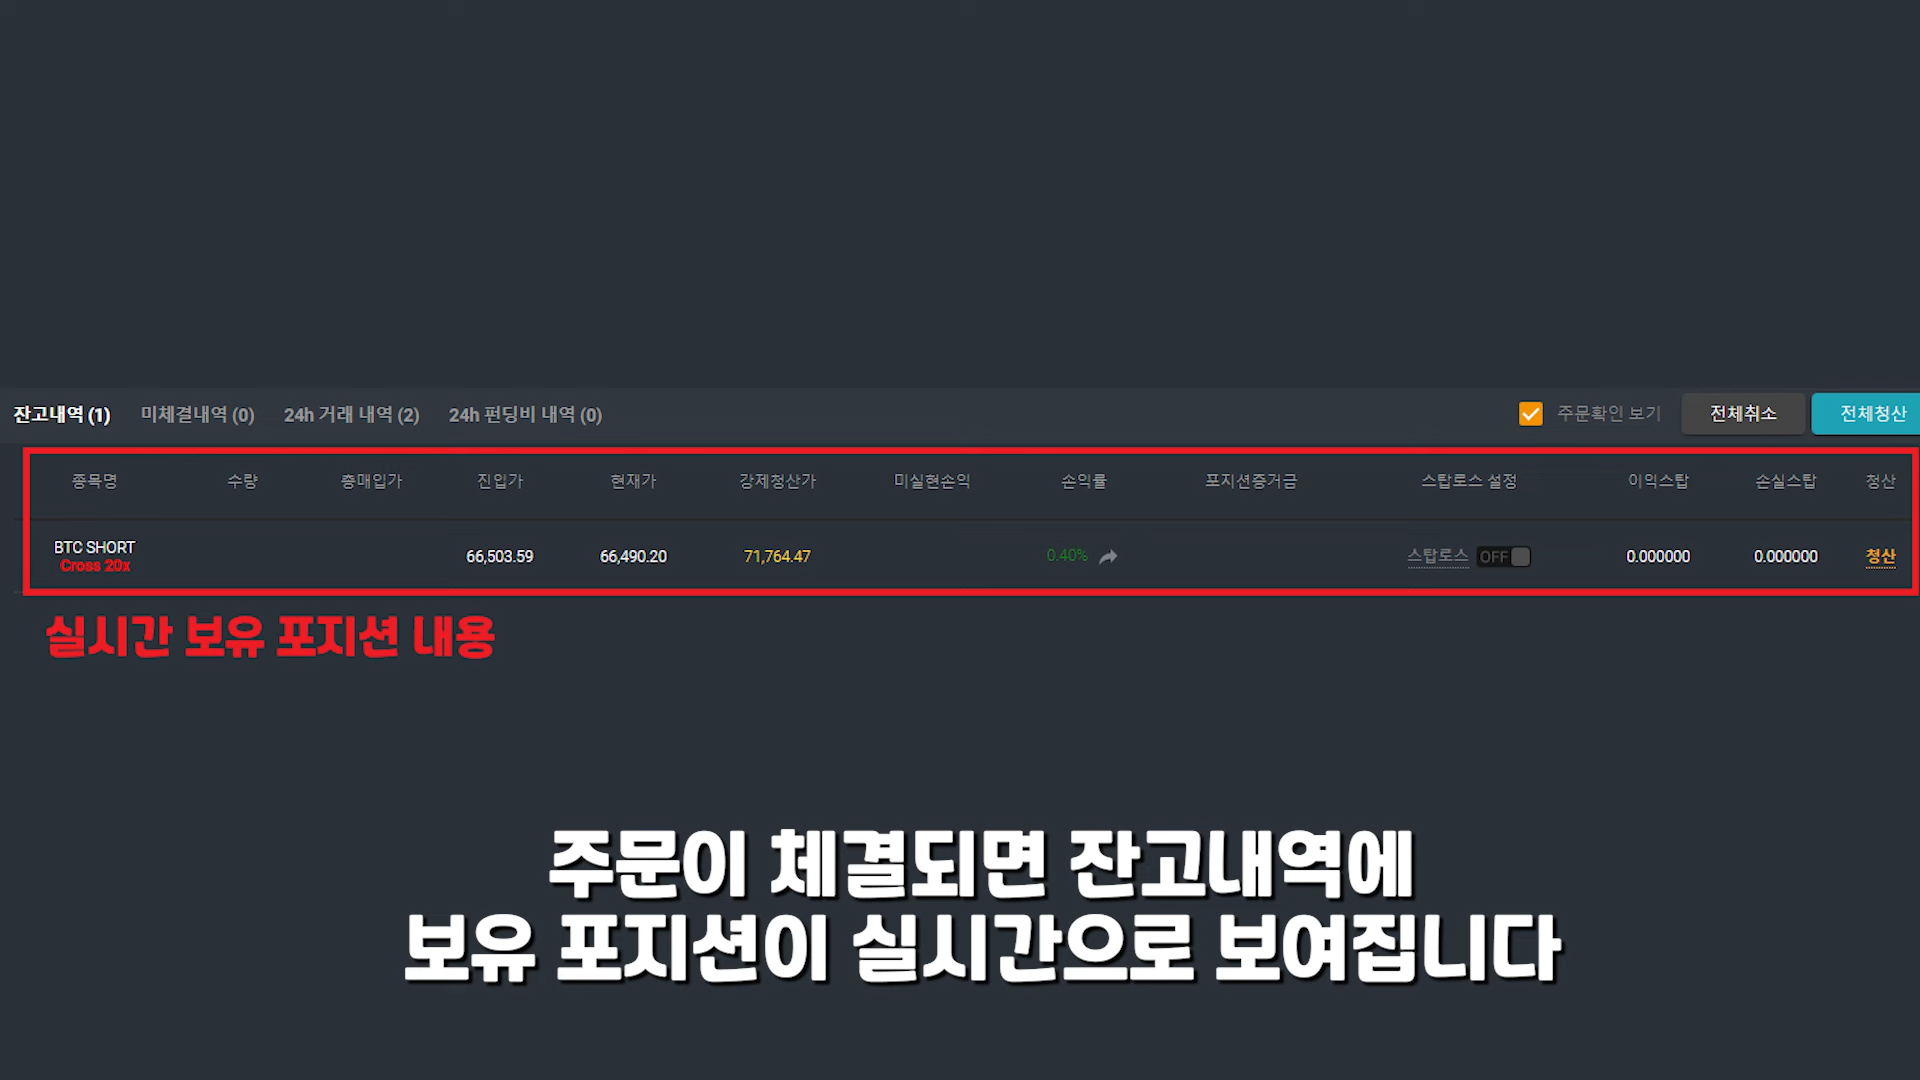 잔고내역 (1) 미체결내역 (0) 24h 거래 내역 (2) 24h 펀딩비 내역 (0) 주문확인 보기 전체취소 전체청산
종목명 수량 총매입가 진입가 현재가 강제청산가 미실현손익 손익률 포지션증거금 스탑로스 설정 이익스탑 손실스탑 청산
BTC SHORT 66,503.59 66,490.20 71,764.47 0.40% 스탑로스 OFF 0.000000 0.000000 청산
Cross 20x
실시간 보유 포지션 내용
주문이 체결되면 잔고내역에
보유 포지션이 실시간으로 보여집니다